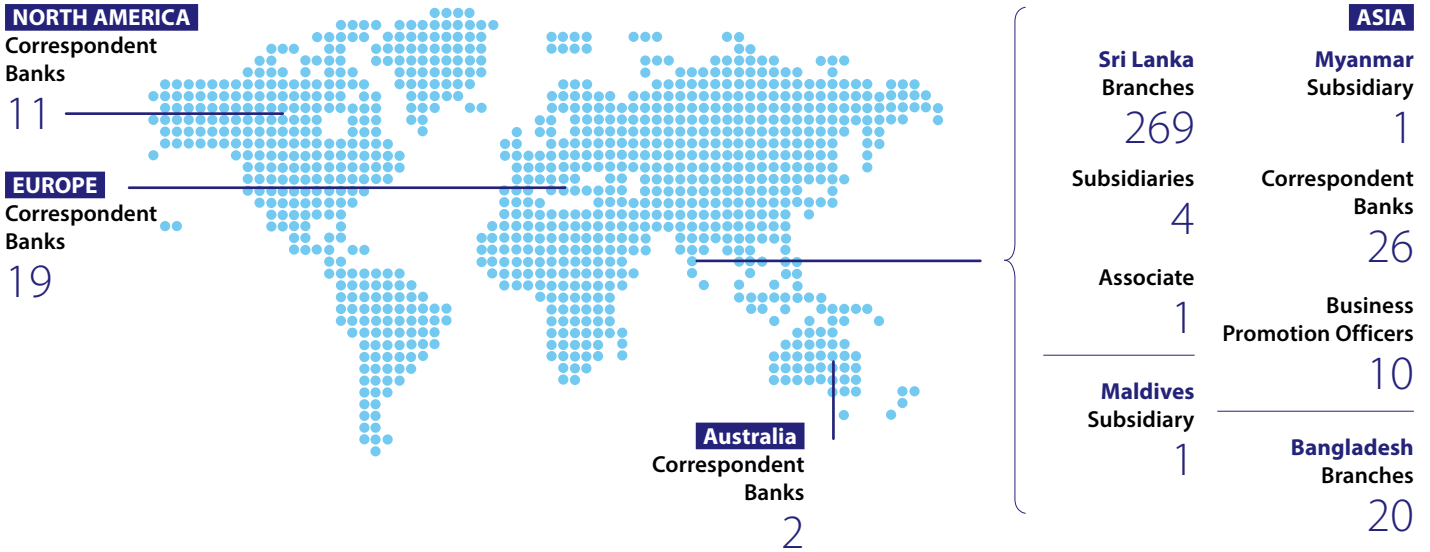 NORTH AMERICA
Correspondent
Banks
11
EUROPE
Correspondent
Banks
19
Australia
Correspondent
Banks
2
ASIA
Sri Lanka
Branches
269
Subsidiaries
4
Associate
1
Maldives
Subsidiary
1
Myanmar
Subsidiary
1
Correspondent
Banks
26
Business
Promotion Officers
10
Bangladesh
Branches
20